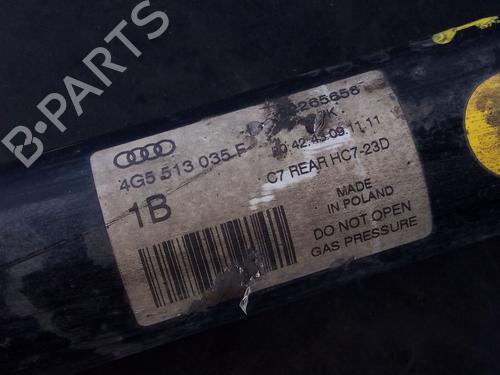 B-PARTS
4G5 513 035 F
1B
C7 REAR HC7-23D
MADE
IN POLAND
DO NOT OPEN
GAS PRESSURE